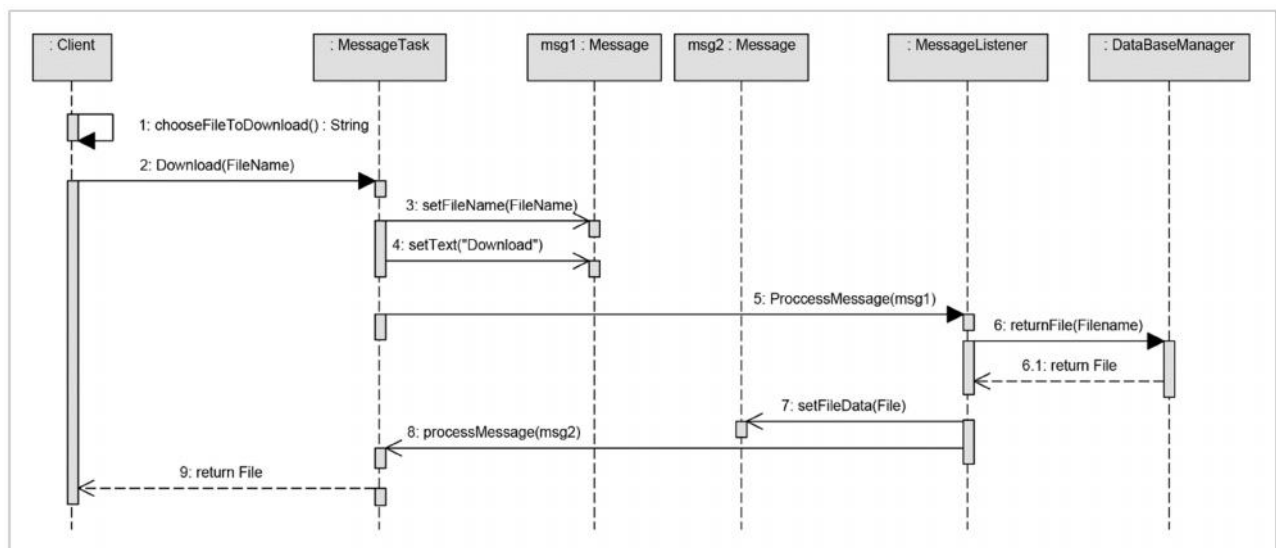 : Client
: MessageTask
msg1 : Message
msg2 : Message
: MessageListener
: DataBaseManager
1: chooseFileToDownload() : String
2: Download(FileName)
3: setFileName(FileName)
4: setText("Download")
5: ProccessMessage(msg1)
6: returnFile(Filename)
6.1: return File
7: setFileData(File)
8: processMessage(msg2)
9: return File